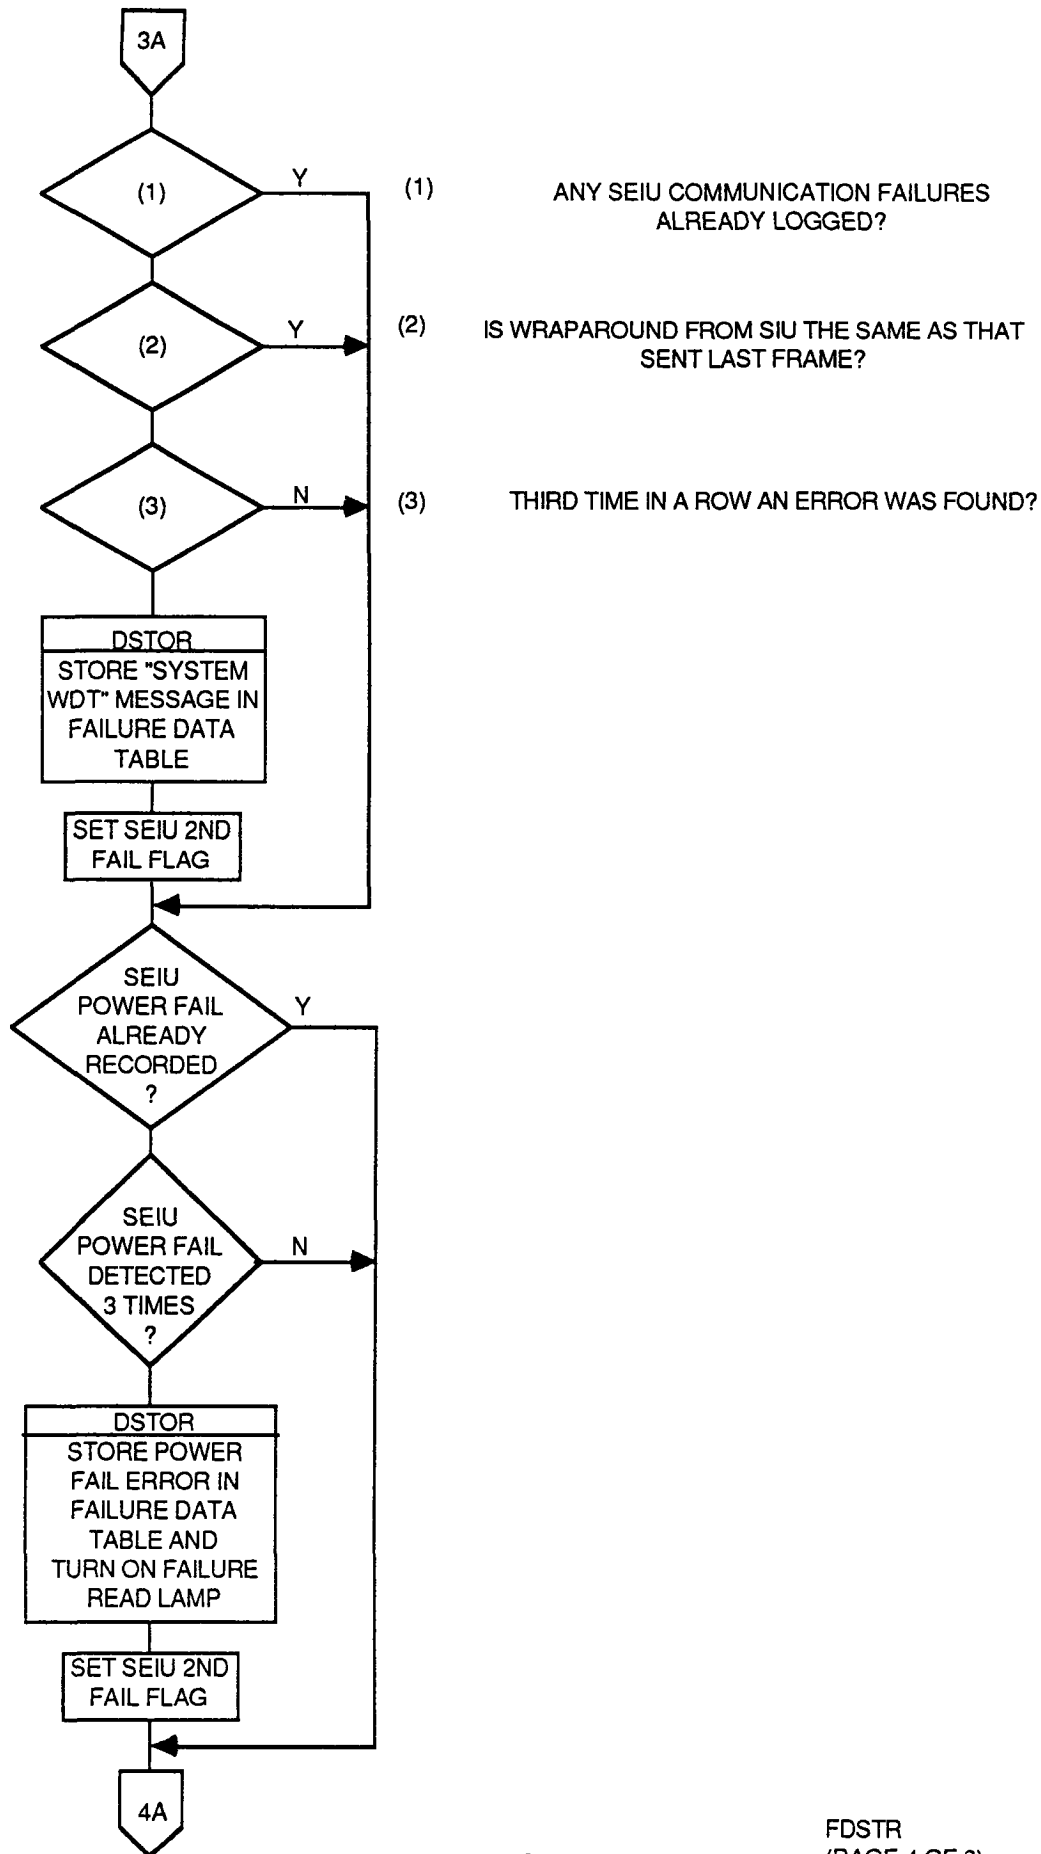 3A
(1)
Y
(1)
ANY SEIU COMMUNICATION FAILURES
ALREADY LOGGED?
(2)
Y
(2)
IS WRAPAROUND FROM SIU THE SAME AS THAT
SENT LAST FRAME?
(3)
N
(3)
THIRD TIME IN A ROW AN ERROR WAS FOUND?
DSTOR
STORE "SYSTEM
WDT" MESSAGE IN
FAILURE DATA
TABLE
SET SEIU 2ND
FAIL FLAG
SEIU
POWER FAIL
ALREADY
RECORDED
?
Y
SEIU
POWER FAIL
DETECTED
3 TIMES
?
N
DSTOR
STORE POWER
FAIL ERROR IN
FAILURE DATA
TABLE AND
TURN ON FAILURE
READ LAMP
SET SEIU 2ND
FAIL FLAG
4A
FDSTR